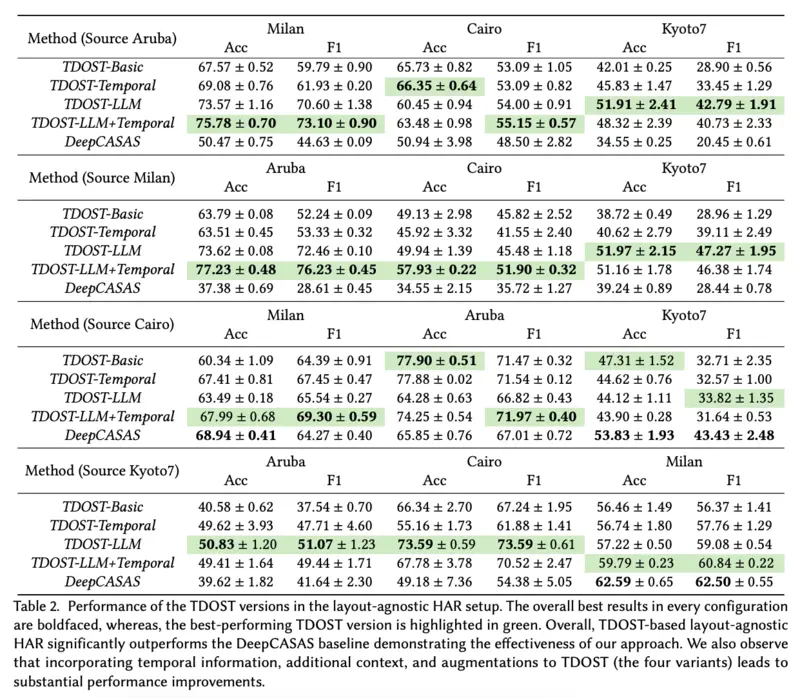 Method (Source Aruba) Milan Cairo Kyoto7
Acc F1 Acc F1 Acc F1
TDOST-Basic 67.57 ± 0.52 59.79 ± 0.90 65.73 ± 0.82 53.09 ± 1.05 42.01 ± 0.25 28.90 ± 0.56
TDOST-Temporal 69.08 ± 0.76 61.93 ± 0.20 66.35 ± 0.64 53.09 ± 0.82 45.83 ± 1.47 33.45 ± 1.29
TDOST-LLM 73.57 ± 1.16 70.60 ± 1.38 60.45 ± 0.94 54.00 ± 0.91 51.91 ± 2.41 42.79 ± 1.91
TDOST-LLM+Temporal 75.78 ± 0.70 73.10 ± 0.90 63.48 ± 0.98 55.15 ± 0.57 48.32 ± 2.39 40.73 ± 2.33
DeepCASAS 50.47 ± 0.75 44.63 ± 0.09 50.94 ± 3.98 48.50 ± 2.82 34.55 ± 0.25 20.45 ± 0.61
Method (Source Milan) Aruba Cairo Kyoto7
Acc F1 Acc F1 Acc F1
TDOST-Basic 63.79 ± 0.08 52.24 ± 0.09 49.13 ± 2.98 45.82 ± 2.52 38.72 ± 0.49 28.96 ± 1.29
TDOST-Temporal 63.51 ± 0.45 53.33 ± 0.32 45.92 ± 3.32 41.55 ± 2.40 40.62 ± 2.79 39.11 ± 2.49
TDOST-LLM 73.62 ± 0.08 72.46 ± 0.10 49.94 ± 1.39 45.48 ± 1.18 51.97 ± 2.15 47.27 ± 1.95
TDOST-LLM+Temporal 77.23 ± 0.48 76.23 ± 0.45 57.93 ± 0.22 51.90 ± 0.32 51.16 ± 1.78 46.38 ± 1.74
DeepCASAS 37.38 ± 0.69 28.61 ± 0.45 34.55 ± 2.15 35.72 ± 1.27 39.24 ± 0.89 28.44 ± 0.78
Method (Source Cairo) Milan Aruba Kyoto7
Acc F1 Acc F1 Acc F1
TDOST-Basic 60.34 ± 1.09 64.39 ± 0.91 77.90 ± 0.51 71.47 ± 0.32 47.31 ± 1.52 32.71 ± 2.35
TDOST-Temporal 67.41 ± 0.81 67.45 ± 0.47 77.88 ± 0.02 71.54 ± 0.12 44.62 ± 0.76 32.57 ± 1.00
TDOST-LLM 63.49 ± 0.18 65.54 ± 0.27 64.28 ± 0.63 66.82 ± 0.43 44.12 ± 1.11 33.82 ± 1.35
TDOST-LLM+Temporal 67.99 ± 0.68 69.30 ± 0.59 74.25 ± 0.54 71.97 ± 0.40 43.90 ± 0.28 31.64 ± 0.53
DeepCASAS 68.94 ± 0.41 64.27 ± 0.40 65.85 ± 0.76 67.01 ± 0.72 53.83 ± 1.93 43.43 ± 2.48
Method (Source Kyoto7) Aruba Cairo Milan
Acc F1 Acc F1 Acc F1
TDOST-Basic 40.58 ± 0.62 37.54 ± 0.70 66.34 ± 2.70 67.24 ± 1.95 56.46 ± 1.49 56.37 ± 1.41
TDOST-Temporal 49.62 ± 3.93 47.71 ± 4.60 55.16 ± 1.73 61.88 ± 1.41 56.74 ± 1.80 57.76 ± 1.29
TDOST-LLM 50.83 ± 1.20 51.07 ± 1.23 73.59 ± 0.59 73.59 ± 0.61 57.22 ± 0.50 59.08 ± 0.54
TDOST-LLM+Temporal 49.41 ± 1.64 49.44 ± 1.71 67.78 ± 3.78 70.52 ± 2.47 59.79 ± 0.23 60.84 ± 0.22
DeepCASAS 39.62 ± 1.82 41.64 ± 2.30 49.18 ± 7.36 54.38 ± 5.05 62.59 ± 0.65 62.50 ± 0.55
Table 2. Performance of the TDOST versions in the layout-agnostic HAR setup. The overall best results in every configuration
are boldfaced, whereas, the best-performing TDOST version is highlighted in green. Overall, TDOST-based layout-agnostic
HAR significantly outperforms the DeepCASAS baseline demonstrating the effectiveness of our approach. We also observe
that incorporating temporal information, additional context, and augmentations to TDOST (the four variants) leads to
substantial performance improvements.